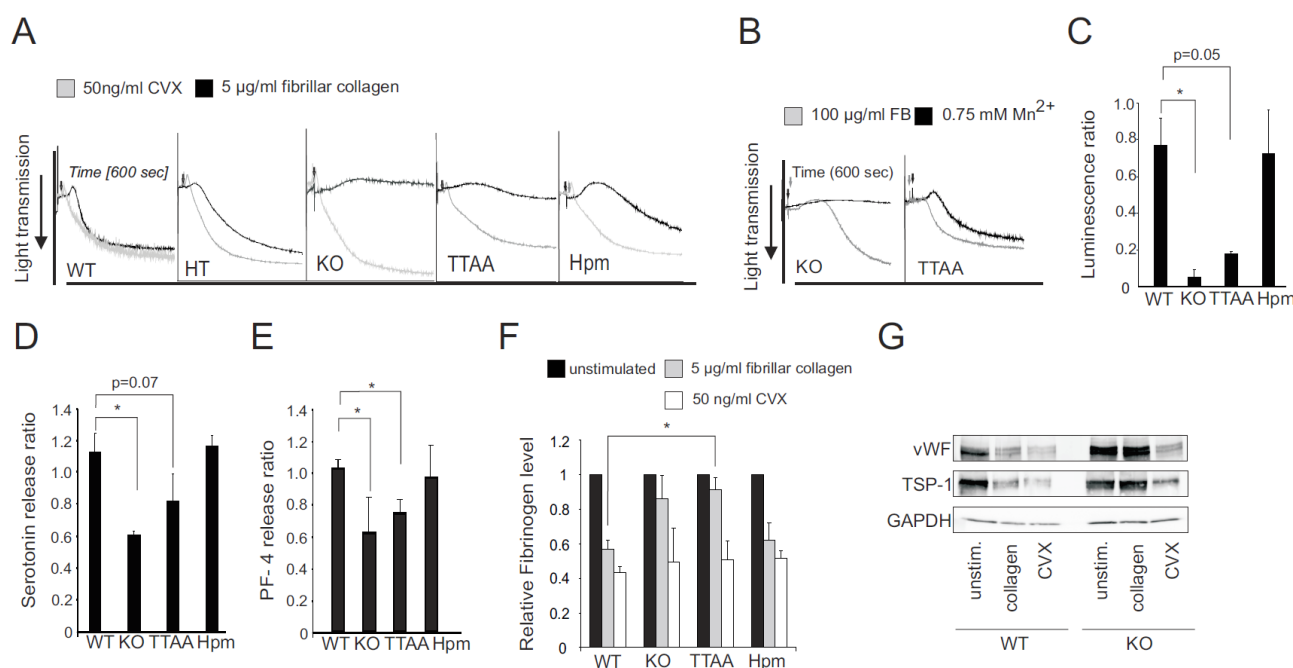 A
50ng/ml CVX 5 µg/ml fibrillar collagen
Light transmission
Time [600 sec]
WT HT KO TTAA Hpm
B
100 µg/ml FB 0.75 mM Mn2+
Light transmission
Time (600 sec)
KO TTAA
C
p=0.05
*
Luminescence ratio
1.0
0.8
0.6
0.4
0.2
0
WT KO TTAA Hpm
D
p=0.07
*
Serotonin release ratio
1.4
1.2
1.0
0.8
0.6
0.4
0.2
0
WT KO TTAA Hpm
E
*
*
PF- 4 release ratio
1.4
1.2
1.0
0.8
0.6
0.4
0.2
0
WT KO TTAA Hpm
F
unstimulated 5 µg/ml fibrillar collagen
50 ng/ml CVX
*
Relative Fibrinogen level
1.2
1
0.8
0.6
0.4
0.2
0
WT KO TTAA Hpm
G
vWF
TSP-1
GAPDH
unstim. collagen CVX unstim. collagen CVX
WT KO